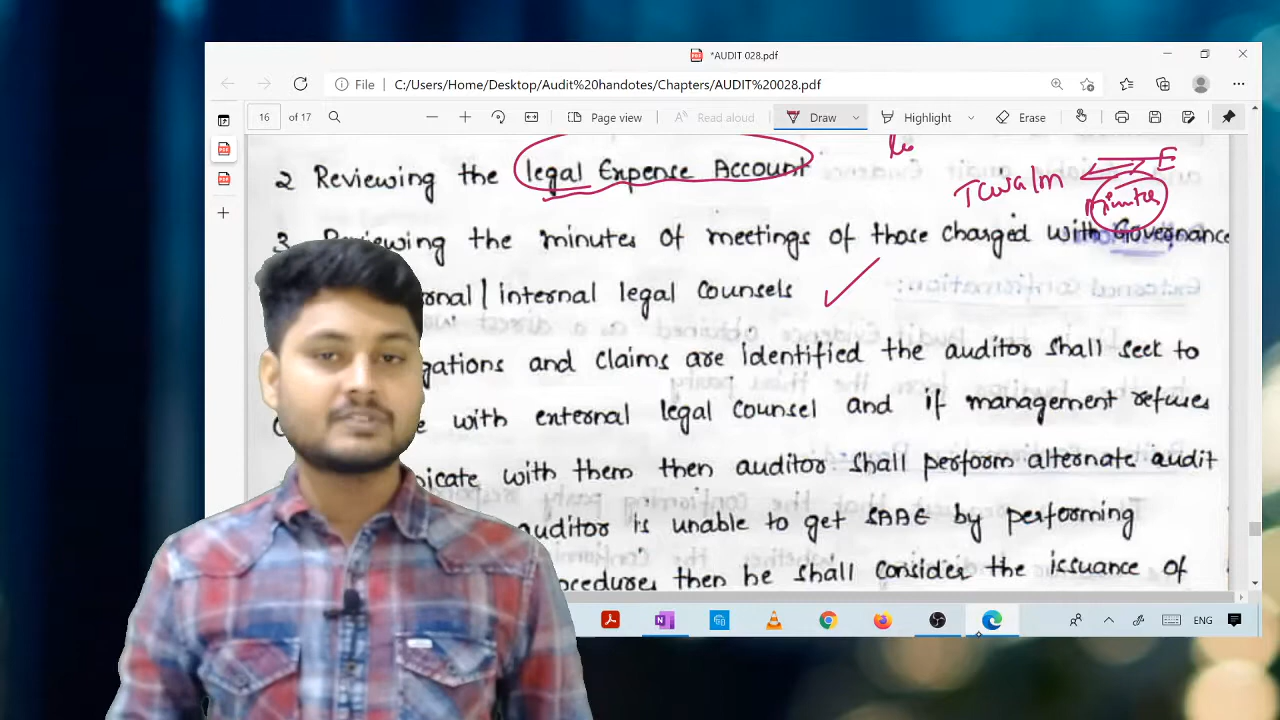 *AUDIT 028.pdf
File C:/Users/Home/Desktop/Audit%20handotes/Chapters/AUDIT%20028.pdf
16 of 17 Page view Read aloud Draw Highlight Erase
2 Reviewing the legal Expense Account
E
minutes
3 Reviewing the minutes of meetings of those charged with Governance
rnal / internal legal counsels
gations and claims are identified the auditor shall seek to
e with external legal counsel and if management refuses
icate with them then auditor shall perform alternate audit
auditor is unable to get SAAE by performing
ocedures then he shall consider the issuance of
ENG